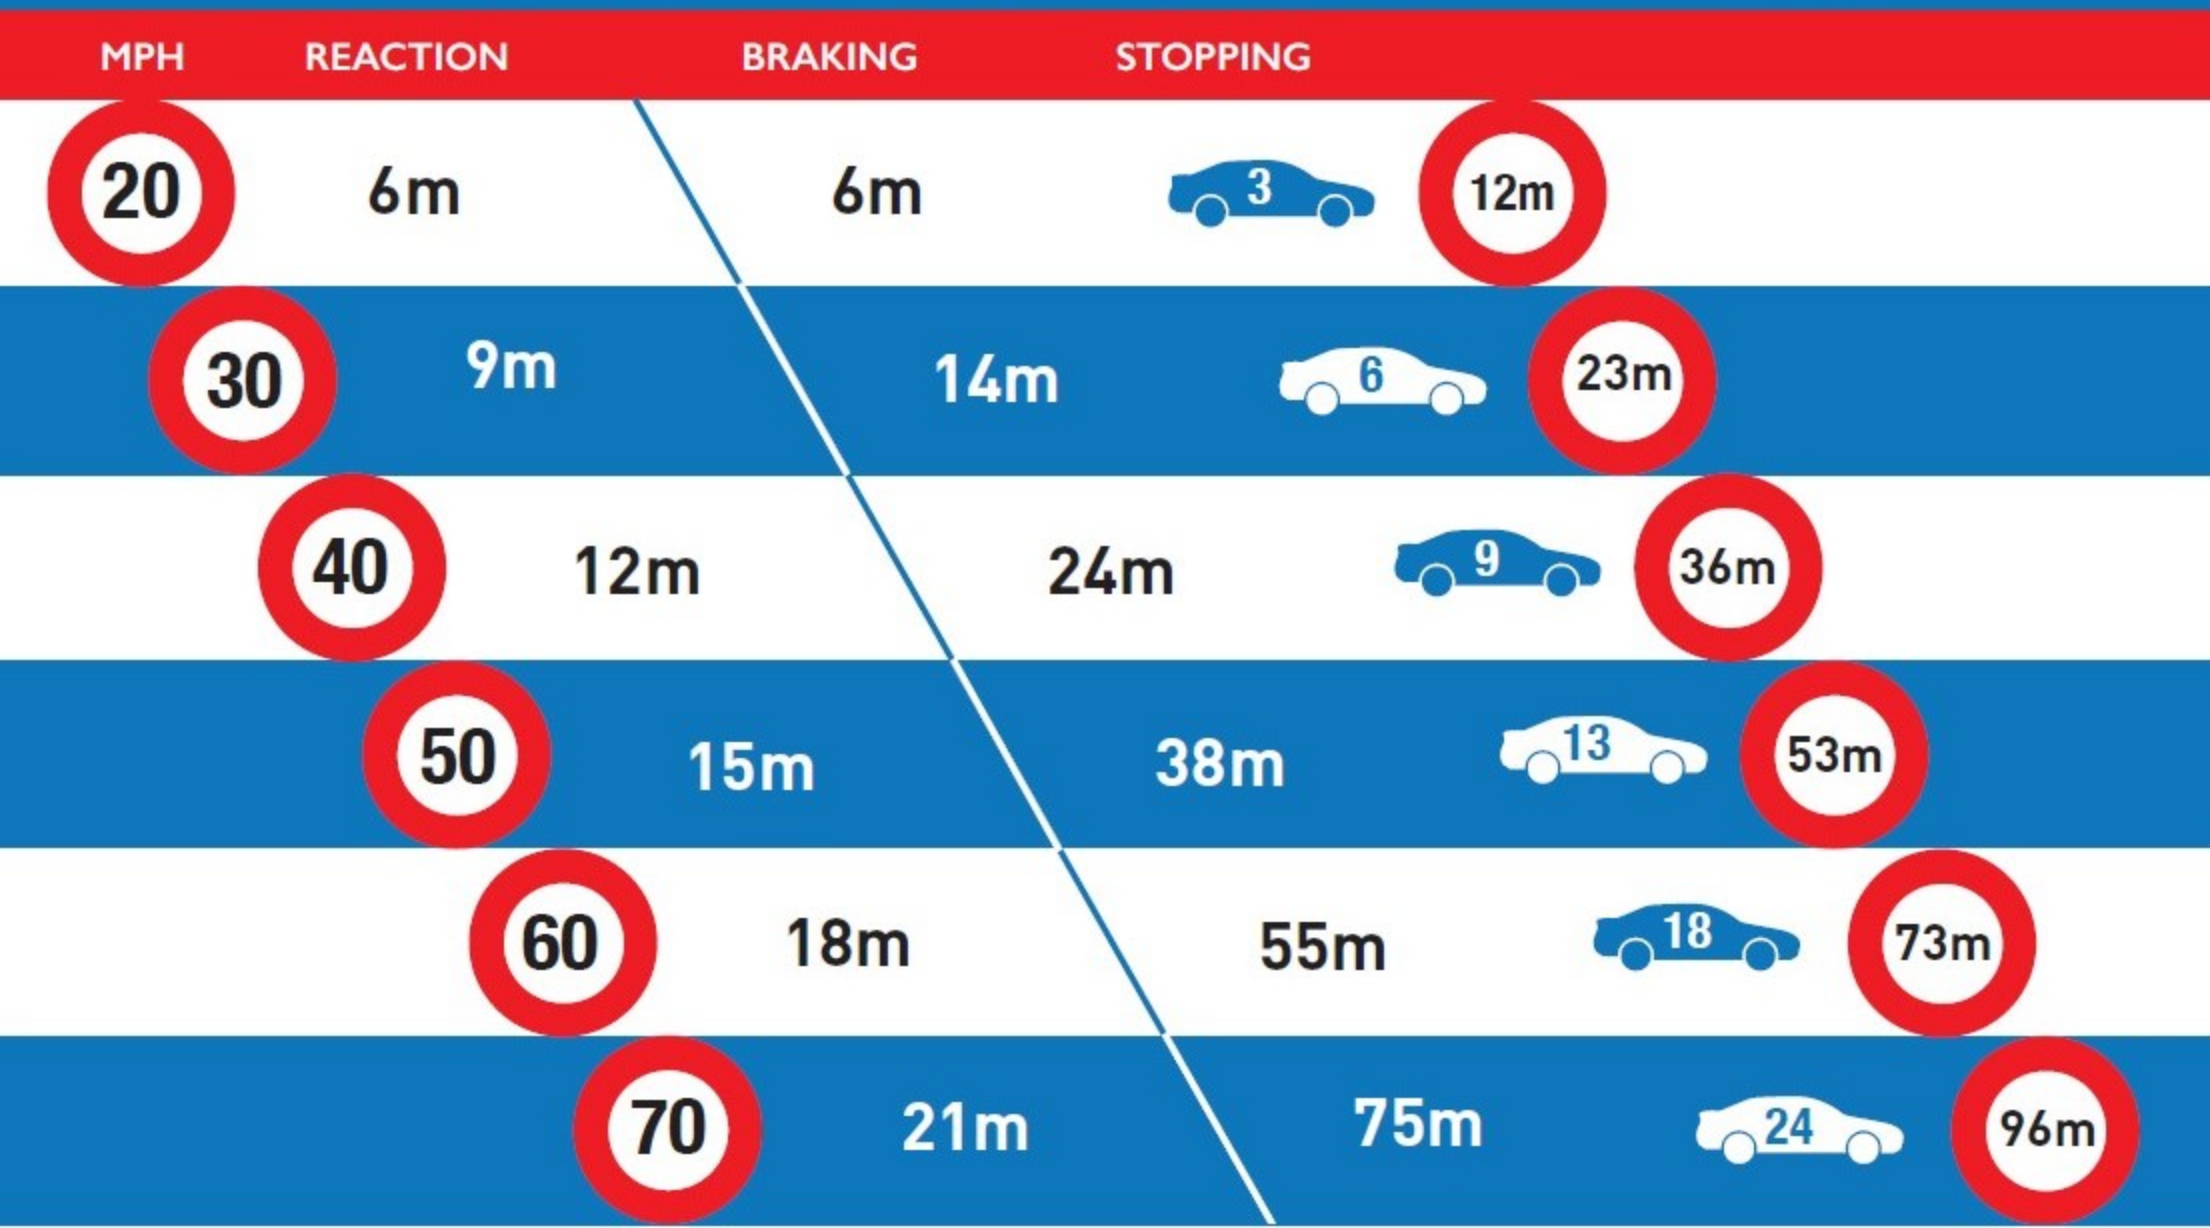 MPH REACTION BRAKING STOPPING
20 6m 6m 3 12m
30 9m 14m 6 23m
40 12m 24m 9 36m
50 15m 38m 13 53m
60 18m 55m 18 73m
70 21m 75m 24 96m